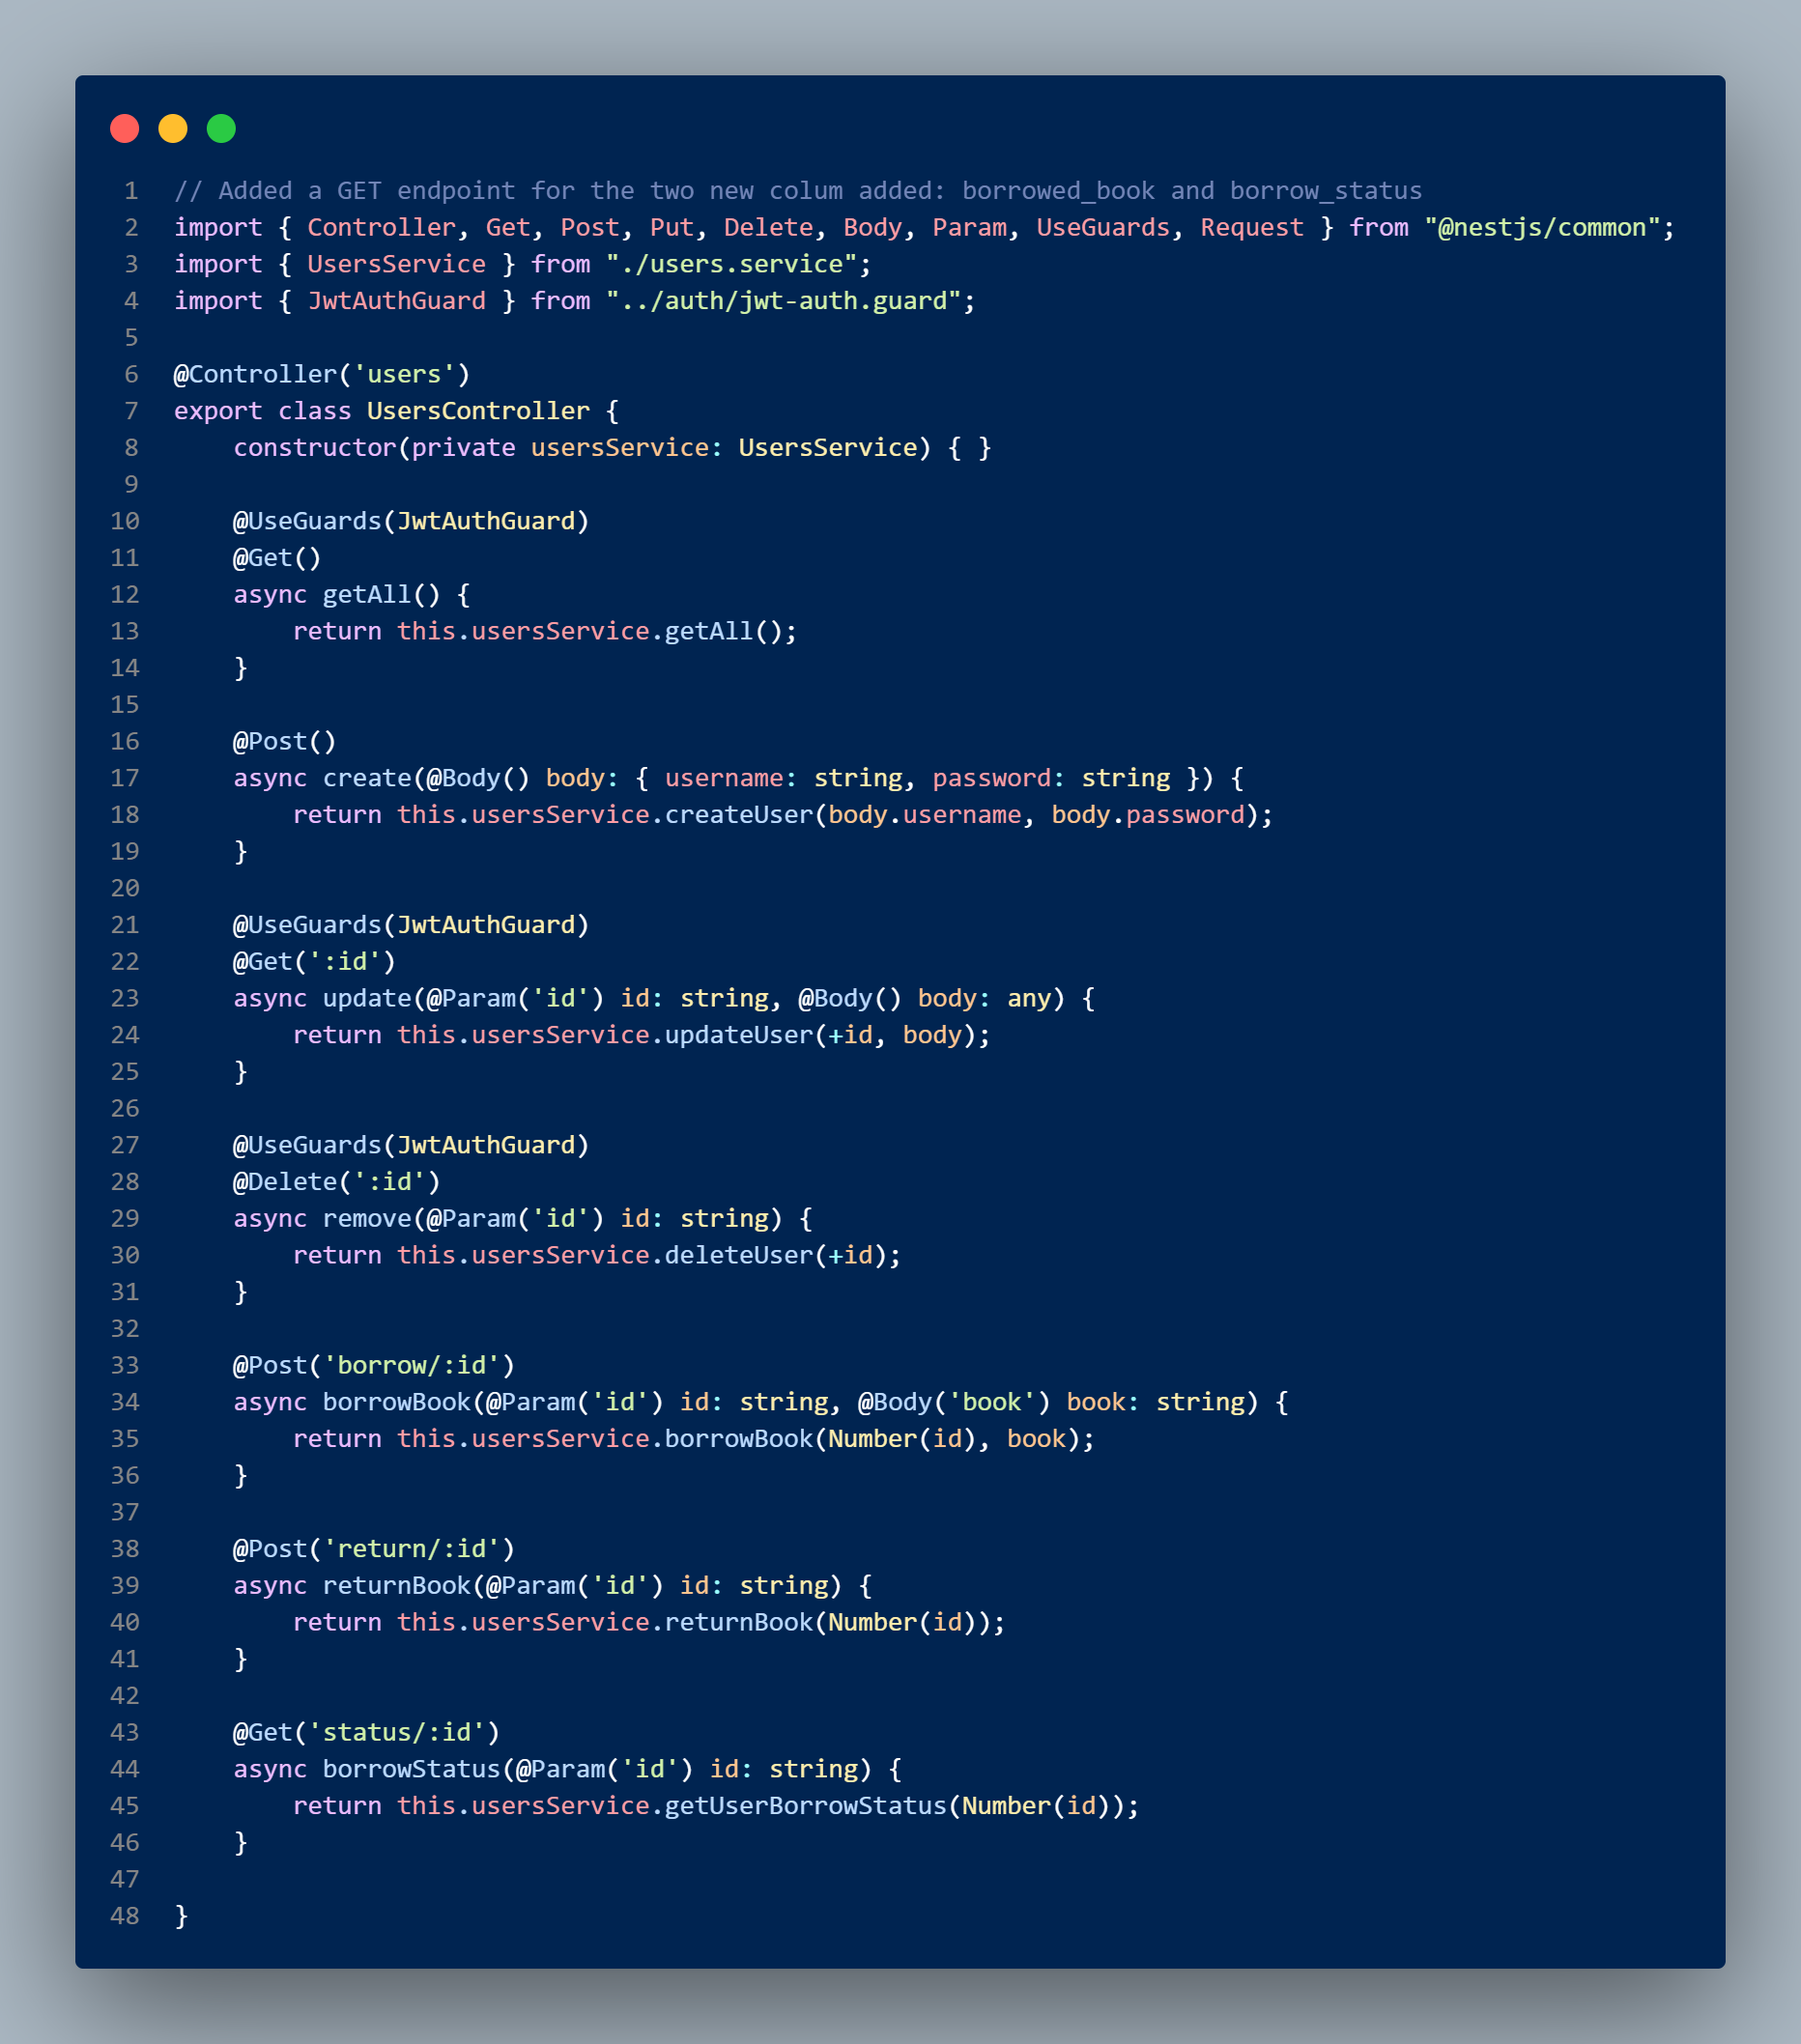 1 // Added a GET endpoint for the two new colum added: borrowed_book and borrow_status
2 import { Controller, Get, Post, Put, Delete, Body, Param, UseGuards, Request } from "@nestjs/common";
3 import { UsersService } from "./users.service";
4 import { JwtAuthGuard } from "../auth/jwt-auth.guard";
5
6 @Controller('users')
7 export class UsersController {
8     constructor(private usersService: UsersService) { }
9
10     @UseGuards(JwtAuthGuard)
11     @Get()
12     async getAll() {
13         return this.usersService.getAll();
14     }
15
16     @Post()
17     async create(@Body() body: { username: string, password: string }) {
18         return this.usersService.createUser(body.username, body.password);
19     }
20
21     @UseGuards(JwtAuthGuard)
22     @Get(':id')
23     async update(@Param('id') id: string, @Body() body: any) {
24         return this.usersService.updateUser(+id, body);
25     }
26
27     @UseGuards(JwtAuthGuard)
28     @Delete(':id')
29     async remove(@Param('id') id: string) {
30         return this.usersService.deleteUser(+id);
31     }
32
33     @Post('borrow/:id')
34     async borrowBook(@Param('id') id: string, @Body('book') book: string) {
35         return this.usersService.borrowBook(Number(id), book);
36     }
37
38     @Post('return/:id')
39     async returnBook(@Param('id') id: string) {
40         return this.usersService.returnBook(Number(id));
41     }
42
43     @Get('status/:id')
44     async borrowStatus(@Param('id') id: string) {
45         return this.usersService.getUserBorrowStatus(Number(id));
46     }
47
48 }